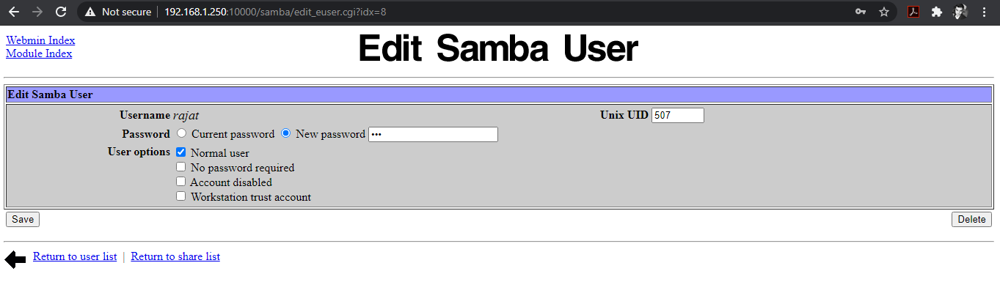 Not secure | 192.168.1.250:10000/samba/edit_euser.cgi?idx=8
Webmin Index
Module Index
Edit Samba User
Edit Samba User
Username rajat Unix UID 507
Password Current password New password •••
User options Normal user
No password required
Account disabled
Workstation trust account
Save Delete
Return to user list | Return to share list